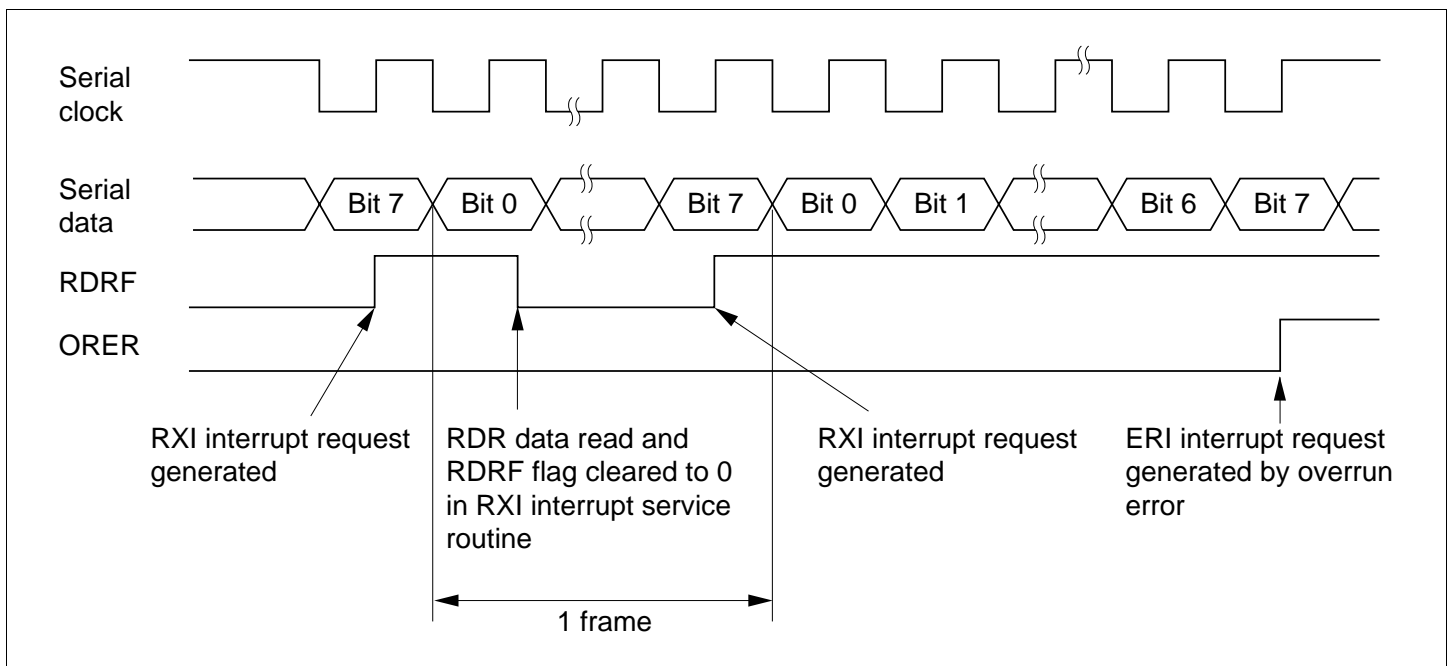 Serial
clock
Serial
data
Bit 7
Bit 0
Bit 7
Bit 0
Bit 1
Bit 6
Bit 7
RDRF
ORER
RXI interrupt request
generated
RDR data read and
RDRF flag cleared to 0
in RXI interrupt service
routine
RXI interrupt request
generated
ERI interrupt request
generated by overrun
error
1 frame